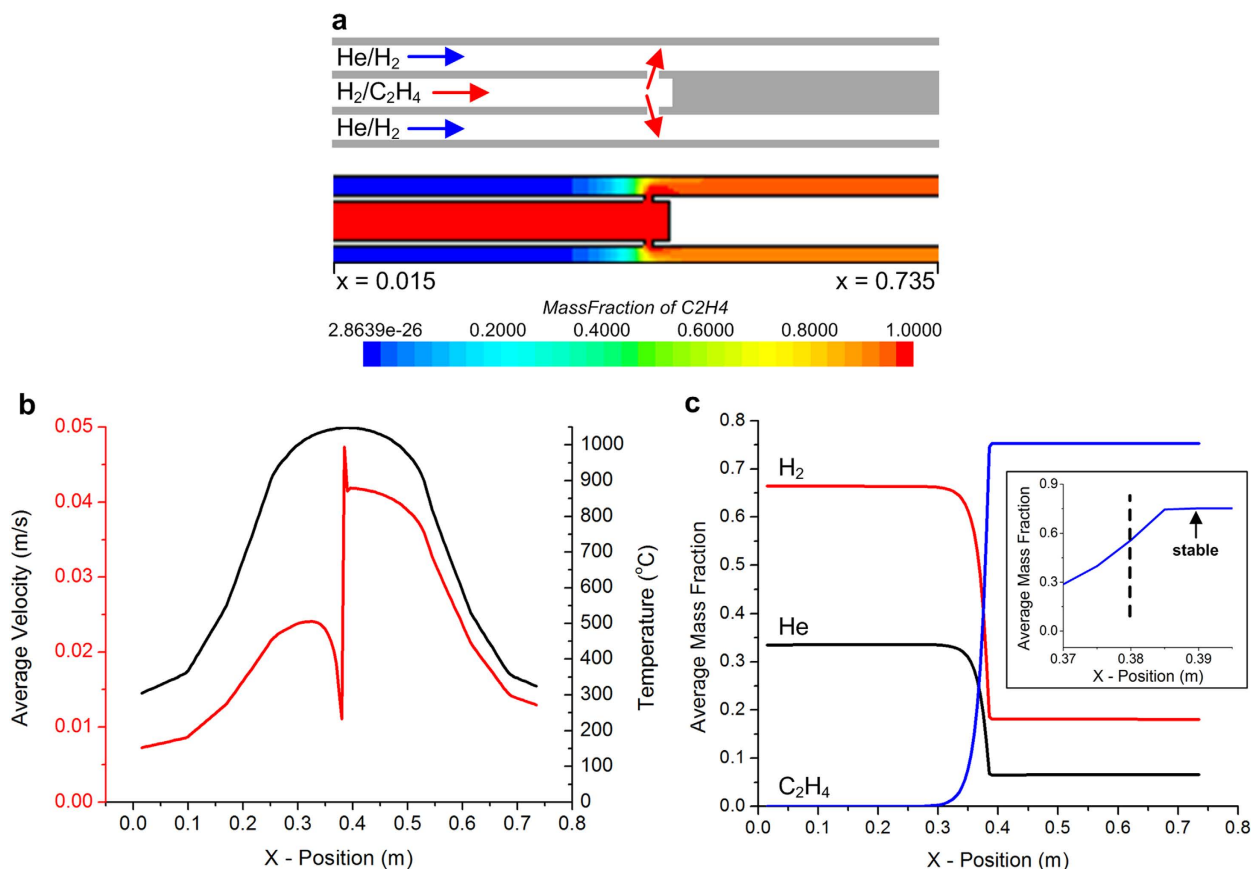 a
He/H2
H2/C2H4
He/H2
x = 0.015 x = 0.735
MassFraction of C2H4
2.8639e-26 0.2000 0.4000 0.6000 0.8000 1.0000
b
Average Velocity (m/s)
0.05
0.04
0.03
0.02
0.01
0.00
Temperature (°C)
1000
900
800
700
600
500
400
300
200
100
0
0.0 0.1 0.2 0.3 0.4 0.5 0.6 0.7 0.8
X - Position (m)
c
Average Mass Fraction
0.8
0.7
0.6
0.5
0.4
0.3
0.2
0.1
0.0
H2
He
C2H4
0.0 0.1 0.2 0.3 0.4 0.5 0.6 0.7 0.8
X - Position (m)
Average Mass Fraction
0.9
0.6
0.3
0.0
stable
0.37 0.38 0.39
X - Position (m)